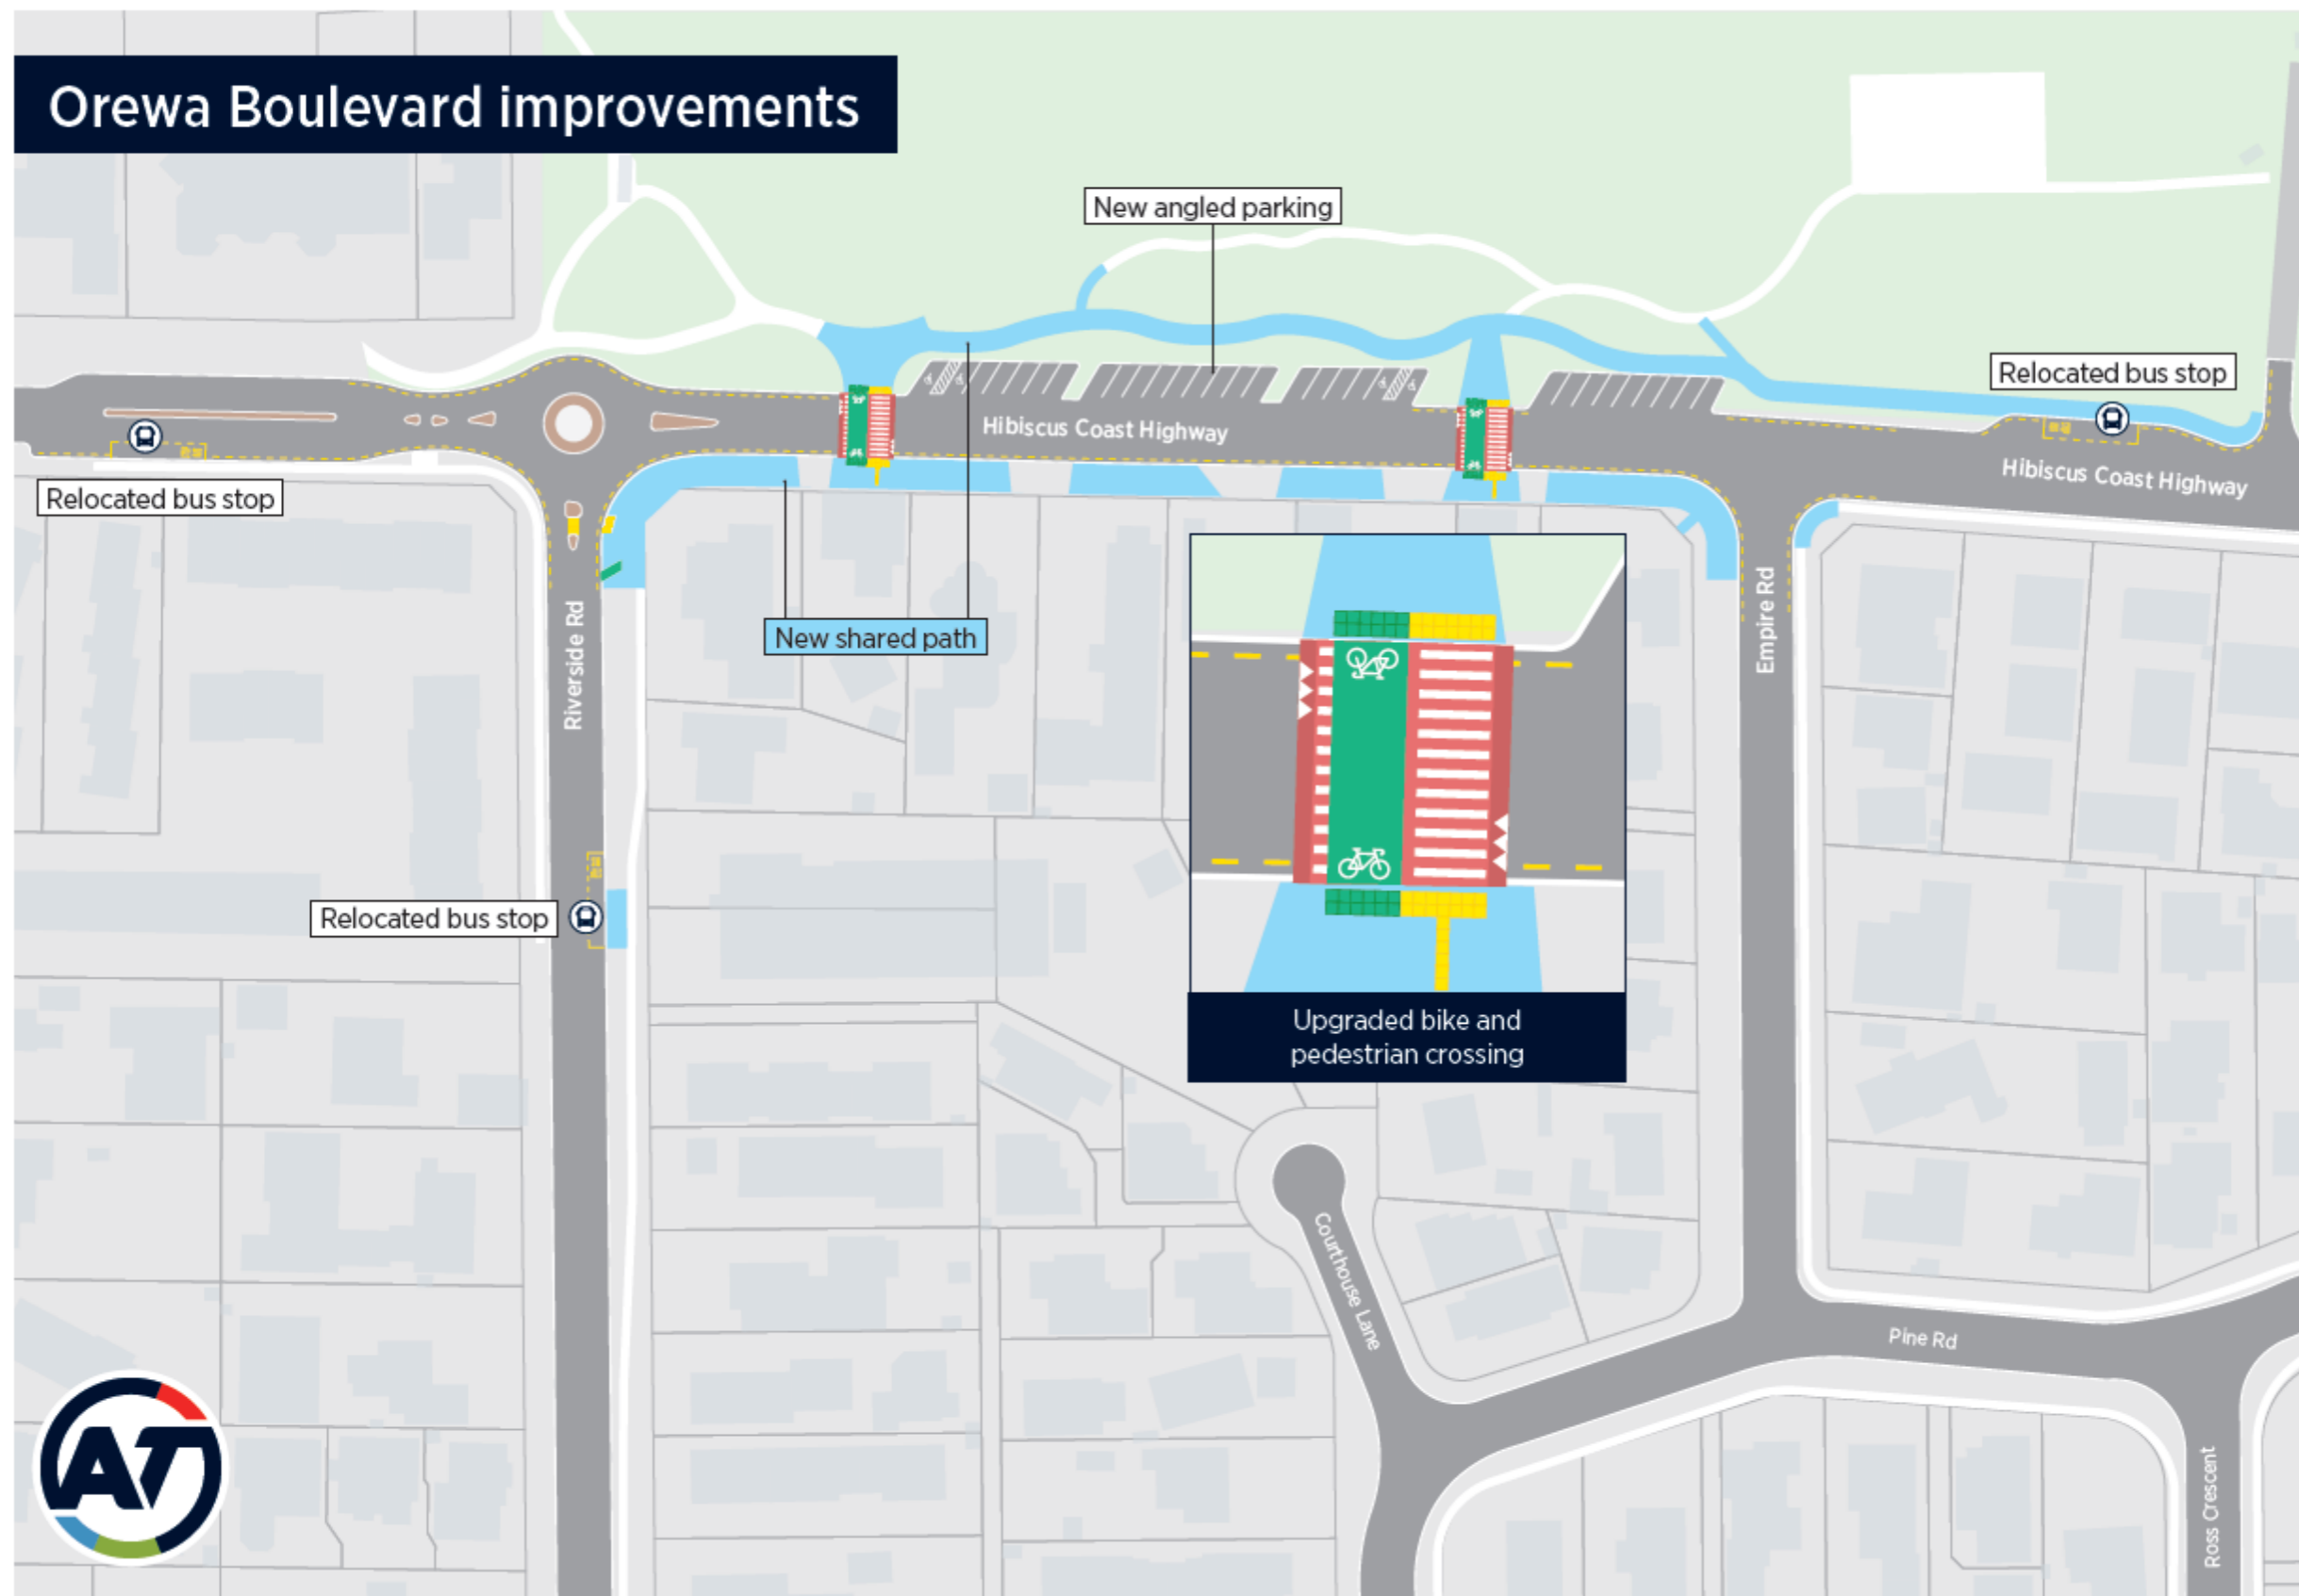 Orewa Boulevard improvements
New angled parking
Relocated bus stop
Hibiscus Coast Highway
Hibiscus Coast Highway
Relocated bus stop
New shared path
Riverside Rd
Empire Rd
Relocated bus stop
Upgraded bike and
pedestrian crossing
Courthouse Lane
Pine Rd
Ross Crescent
AT